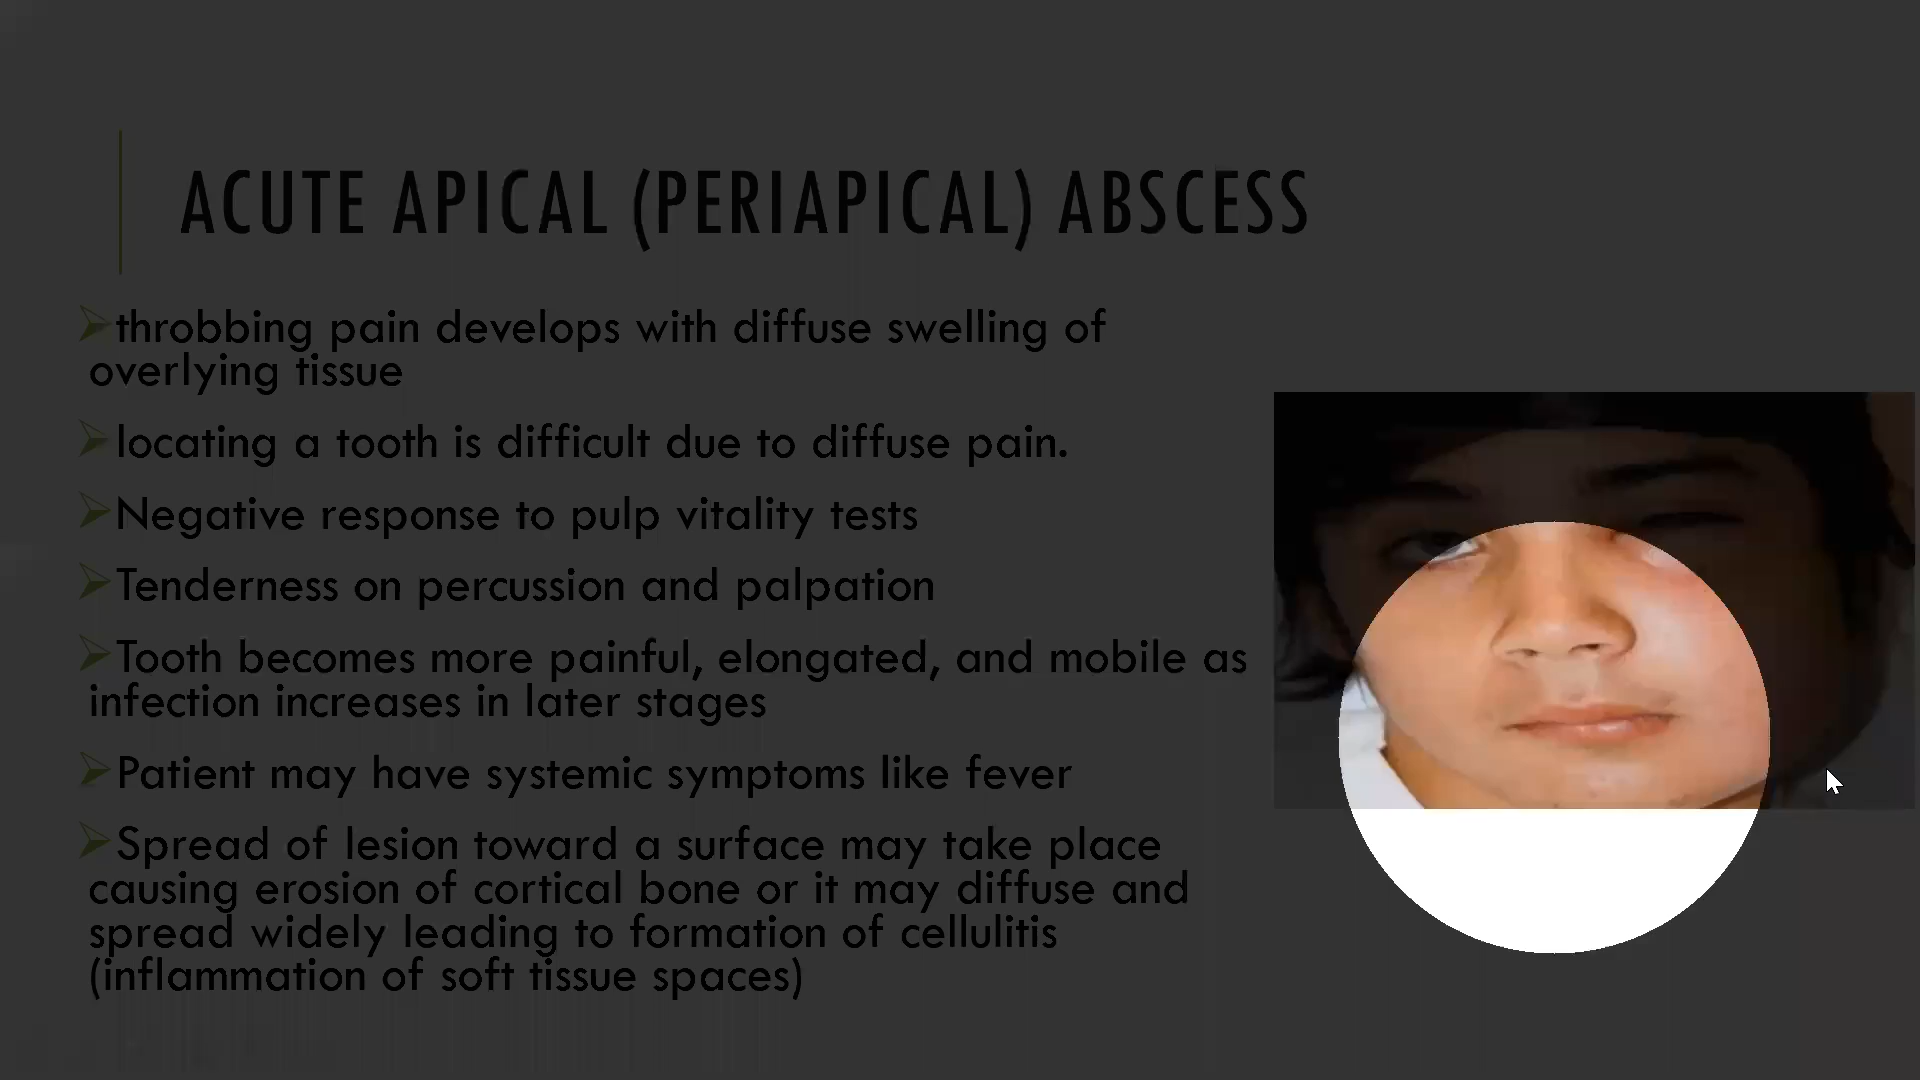 ACUTE APICAL (PERIAPICAL) ABSCESS
throbbing pain develops with diffuse swelling of
overlying tissue
locating a tooth is difficult due to diffuse pain.
Negative response to pulp vitality tests
Tenderness on percussion and palpation
Tooth becomes more painful, elongated, and mobile as
infection increases in later stages
Patient may have systemic symptoms like fever
Spread of lesion toward a surface may take place
causing erosion of cortical bone or it may diffuse and
spread widely leading to formation of cellulitis
(inflammation of soft tissue spaces)